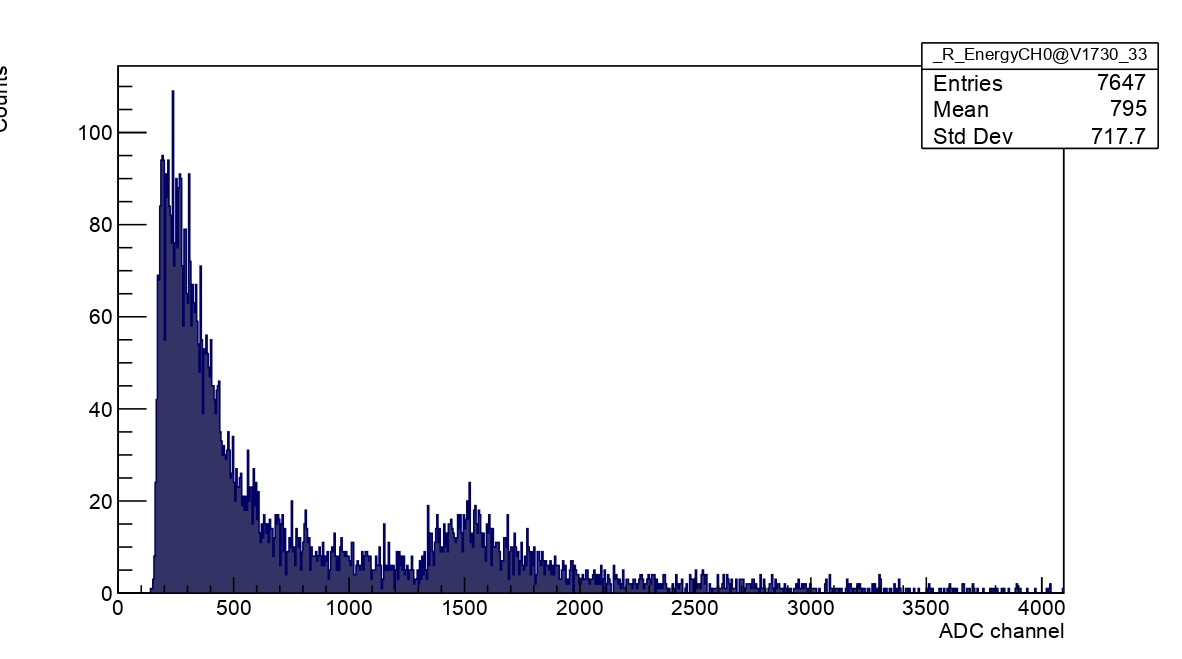 Counts
_R_EnergyCH0@V1730_33
Entries 7647
Mean 795
Std Dev 717.7
100
80
60
40
20
0
0 500 1000 1500 2000 2500 3000 3500 4000
ADC channel